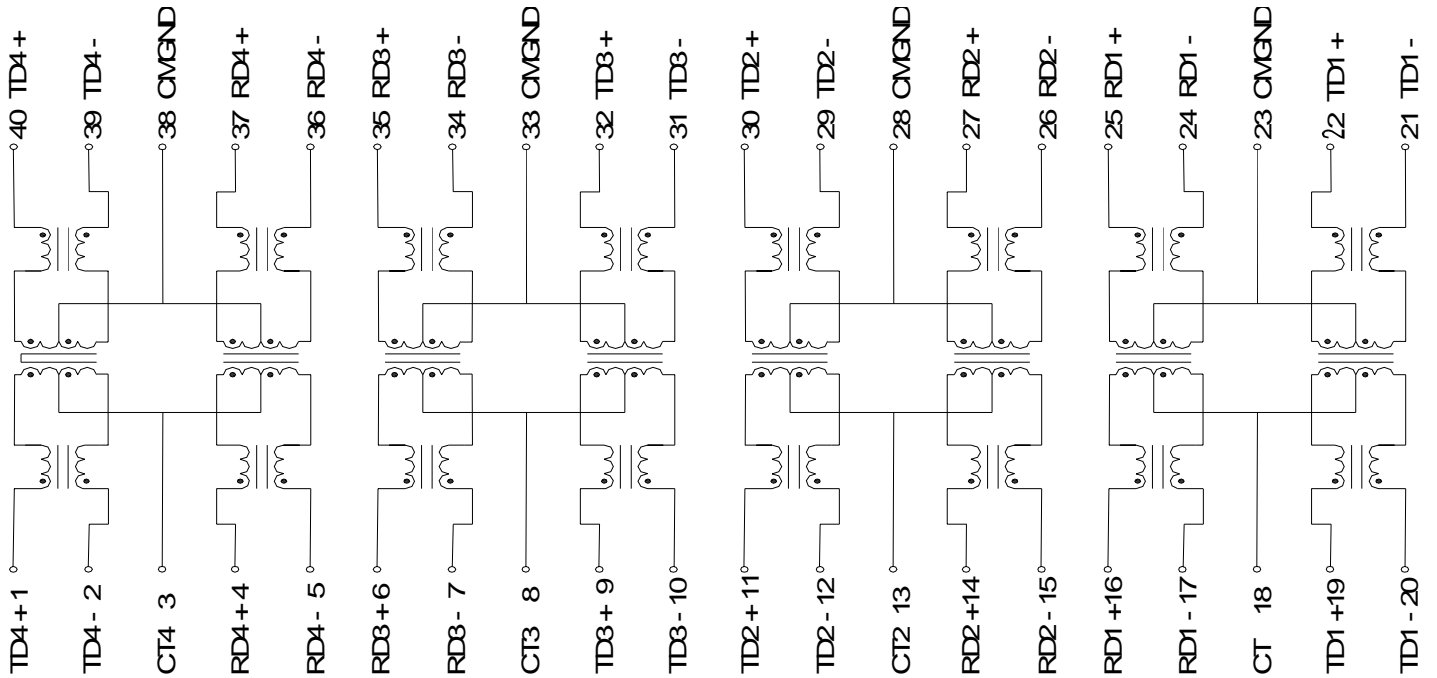 40 TD4+
39 TD4-
38 CMGND
37 RD4+
36 RD4-
35 RD3+
34 RD3-
33 CMGND
32 TD3+
31 TD3-
30 TD2+
29 TD2-
28 CMGND
27 RD2+
26 RD2-
25 RD1+
24 RD1-
23 CMGND
22 TD1+
21 TD1-
TD4+ 1
TD4- 2
CT4 3
RD4+ 4
RD4- 5
RD3+ 6
RD3- 7
CT3 8
TD3+ 9
TD3- 10
TD2+ 11
TD2- 12
CT2 13
RD2+ 14
RD2- 15
RD1+ 16
RD1- 17
CT 18
TD1+ 19
TD1- 20